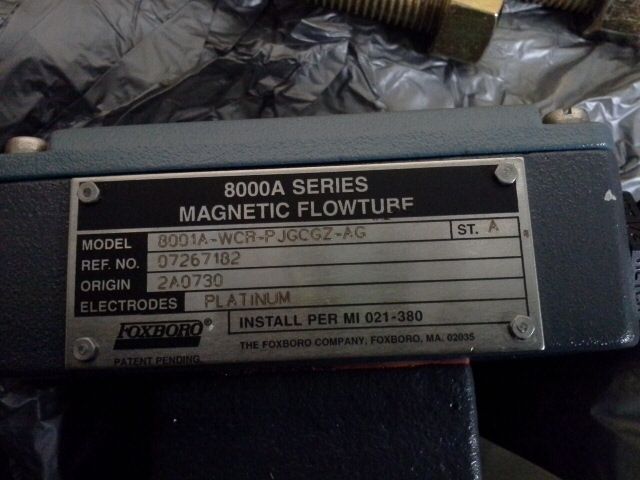 8000A SERIES
MAGNETIC FLOWTUBE
MODEL 8001A-WCR-PJGCGZ-AG ST. A
REF. NO. 07267182
ORIGIN 2A0730
ELECTRODES PLATINUM
FOXBORO® INSTALL PER MI 021-380
PATENT PENDING THE FOXBORO COMPANY, FOXBORO, MA. 02035